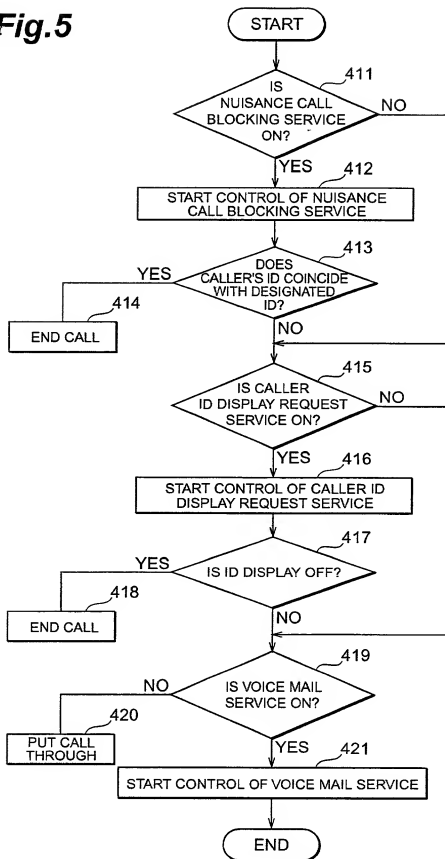 Fig.5
START
411
IS
NUISANCE CALL
BLOCKING SERVICE
ON?
NO
YES
412
START CONTROL OF NUISANCE
CALL BLOCKING SERVICE
413
DOES
CALLER'S ID COINCIDE
WITH DESIGNATED
ID?
YES
414
END CALL
NO
415
IS CALLER
ID DISPLAY REQUEST
SERVICE ON?
NO
YES
416
START CONTROL OF CALLER ID
DISPLAY REQUEST SERVICE
417
IS ID DISPLAY OFF?
YES
418
END CALL
NO
419
IS VOICE MAIL
SERVICE ON?
NO
420
PUT CALL
THROUGH
YES
421
START CONTROL OF VOICE MAIL SERVICE
END